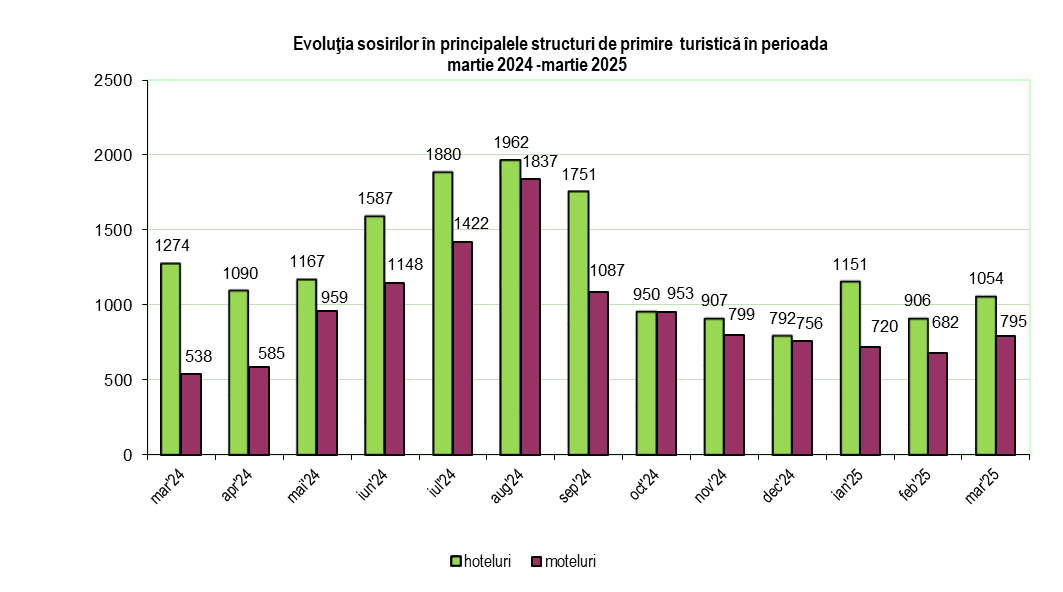 Evoluţia sosirilor în principalele structuri de primire turistică în perioada
martie 2024 -martie 2025
2500
2000
1500
1000
500
0
1274
538
1090
585
1167
959
1587
1148
1880
1422
1962
1837
1751
1087
950
953
907
799
792
756
1151
720
906
682
1054
795
mar'24
apr'24
mai'24
iun'24
iul'24
aug'24
sep'24
oct'24
nov'24
dec'24
ian'25
feb'25
mar'25
hoteluri
moteluri